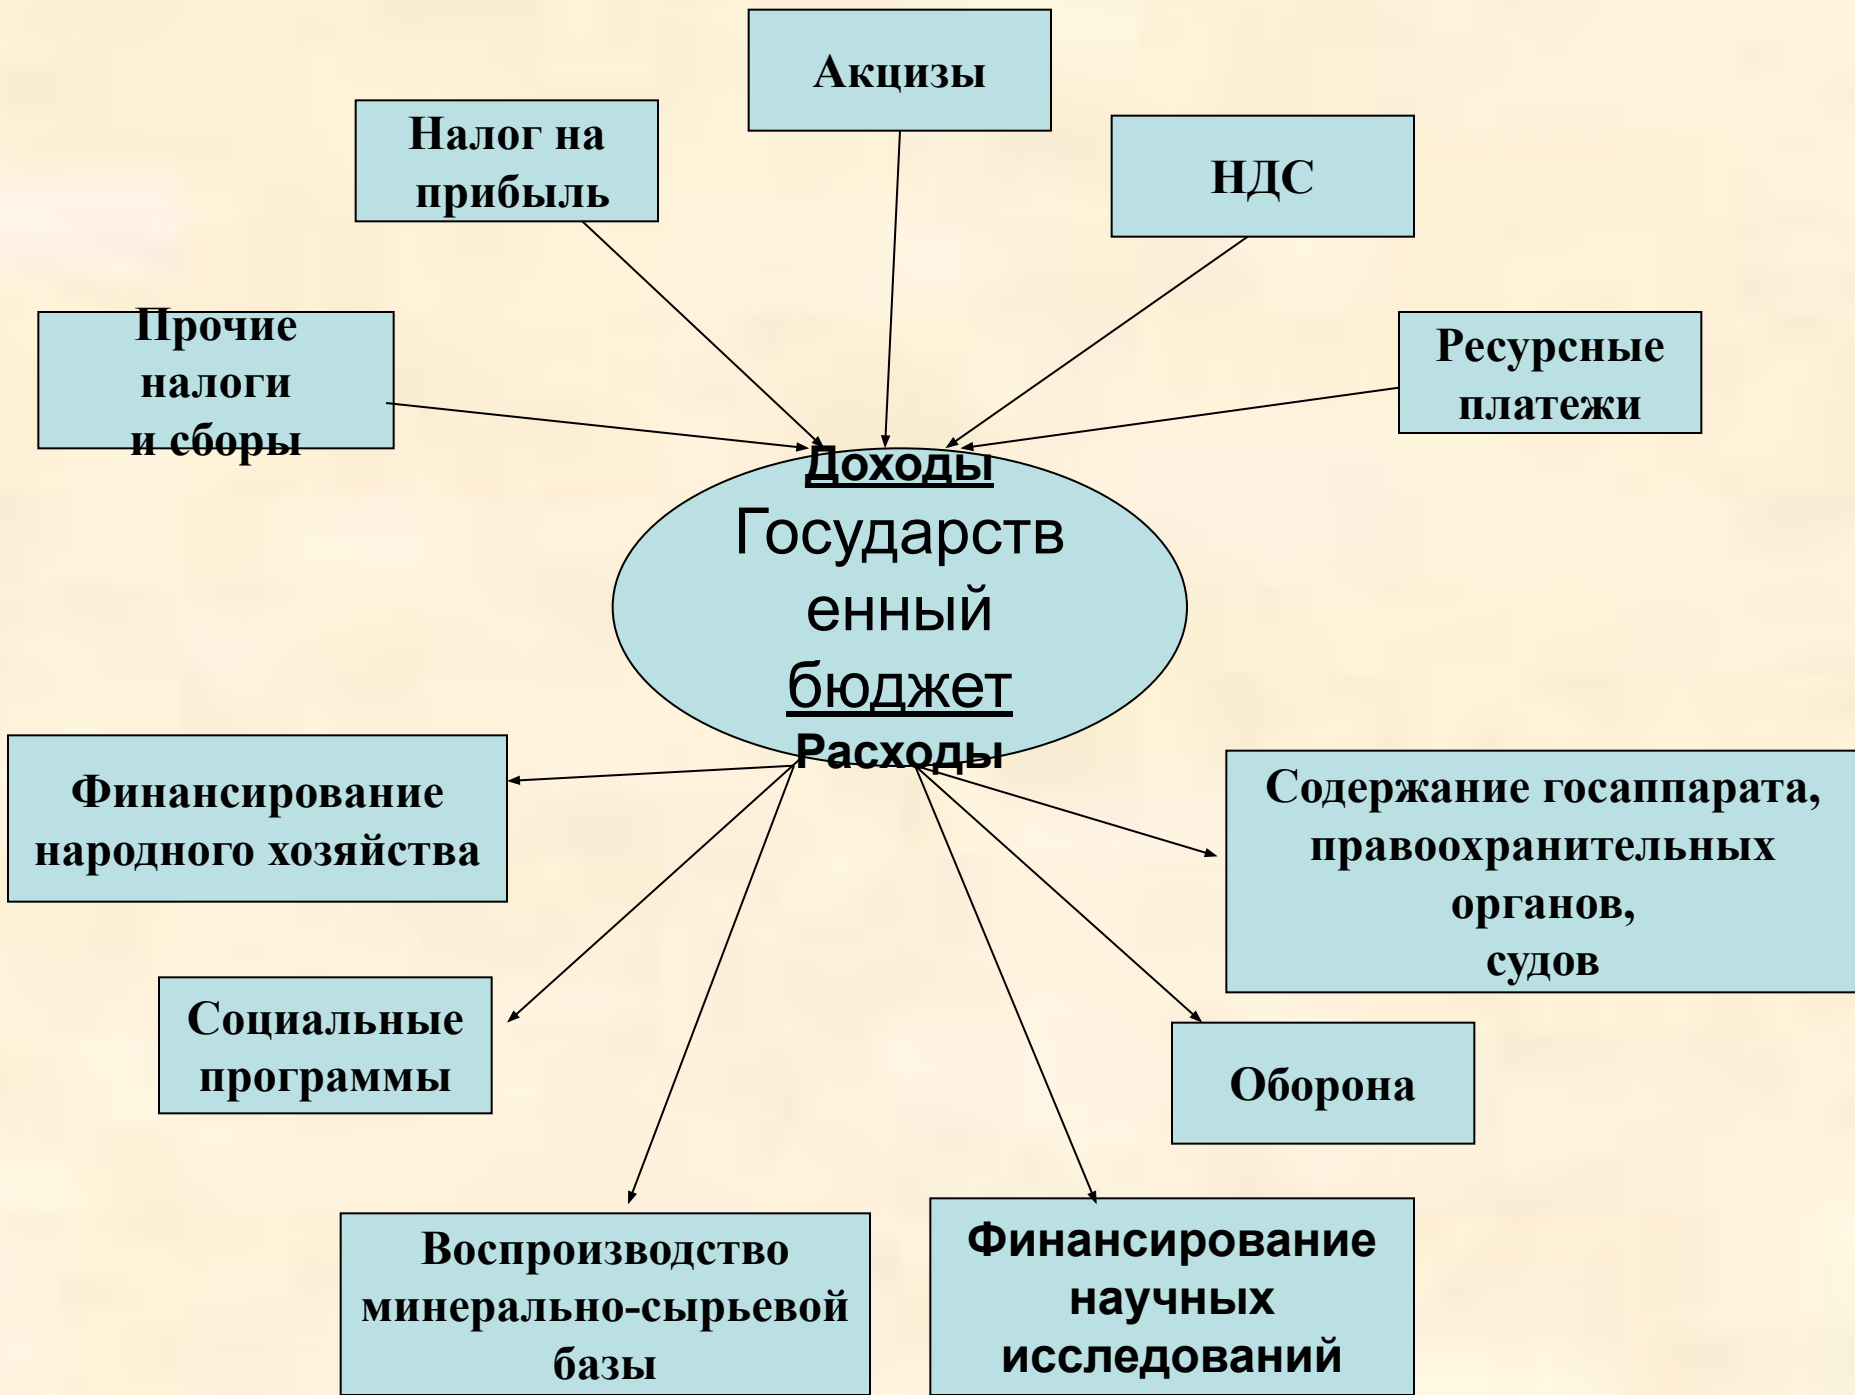 Акцизы
Налог на
прибыль
НДС
Прочие
налоги
и сборы
Ресурсные
платежи
Доходы
Государств
енный
бюджет
Расходы
Финансирование
народного хозяйства
Содержание госаппарата,
правоохранительных
органов,
судов
Социальные
программы
Оборона
Воспроизводство
минерально-сырьевой
базы
Финансирование
научных
исследований